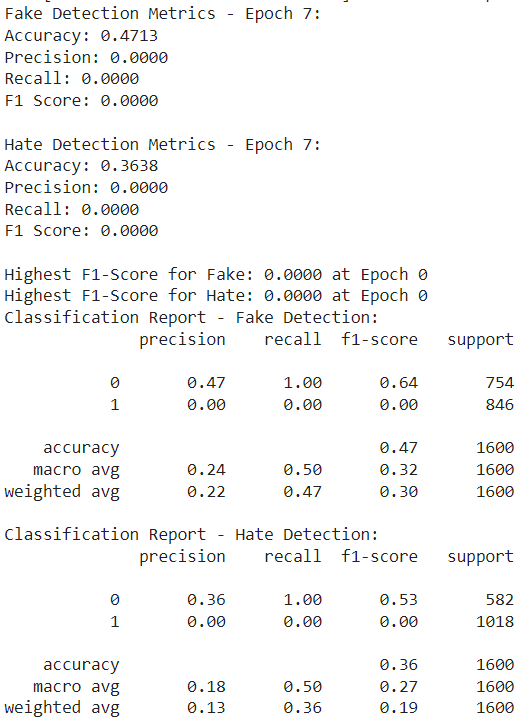 Fake Detection Metrics - Epoch 7:
Accuracy: 0.4713
Precision: 0.0000
Recall: 0.0000
F1 Score: 0.0000

Hate Detection Metrics - Epoch 7:
Accuracy: 0.3638
Precision: 0.0000
Recall: 0.0000
F1 Score: 0.0000

Highest F1-Score for Fake: 0.0000 at Epoch 0
Highest F1-Score for Hate: 0.0000 at Epoch 0
Classification Report - Fake Detection:
              precision    recall  f1-score   support

           0       0.47      1.00      0.64       754
           1       0.00      0.00      0.00       846

    accuracy                           0.47      1600
   macro avg       0.24      0.50      0.32      1600
weighted avg       0.22      0.47      0.30      1600

Classification Report - Hate Detection:
              precision    recall  f1-score   support

           0       0.36      1.00      0.53       582
           1       0.00      0.00      0.00      1018

    accuracy                           0.36      1600
   macro avg       0.18      0.50      0.27      1600
weighted avg       0.13      0.36      0.19      1600